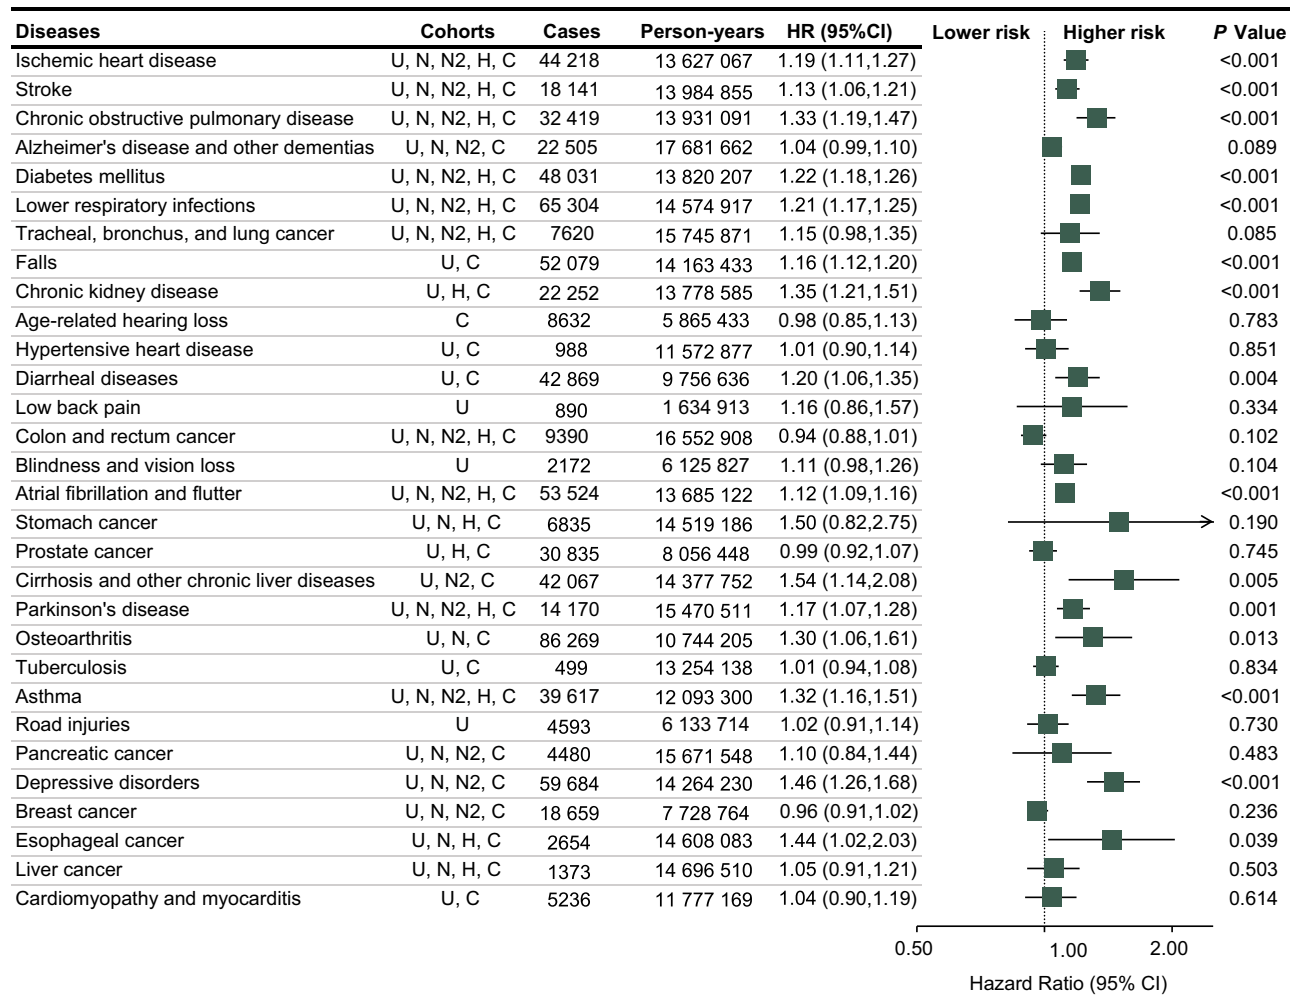 Diseases Cohorts Cases Person-years HR (95%CI) Lower risk Higher risk P Value
Ischemic heart disease U, N, N2, H, C 44 218 13 627 067 1.19 (1.11,1.27) <0.001
Stroke U, N, N2, H, C 18 141 13 984 855 1.13 (1.06,1.21) <0.001
Chronic obstructive pulmonary disease U, N, N2, H, C 32 419 13 931 091 1.33 (1.19,1.47) <0.001
Alzheimer's disease and other dementias U, N, N2, C 22 505 17 681 662 1.04 (0.99,1.10) 0.089
Diabetes mellitus U, N, N2, H, C 48 031 13 820 207 1.22 (1.18,1.26) <0.001
Lower respiratory infections U, N, N2, H, C 65 304 14 574 917 1.21 (1.17,1.25) <0.001
Tracheal, bronchus, and lung cancer U, N, N2, H, C 7620 15 745 871 1.15 (0.98,1.35) 0.085
Falls U, C 52 079 14 163 433 1.16 (1.12,1.20) <0.001
Chronic kidney disease U, H, C 22 252 13 778 585 1.35 (1.21,1.51) <0.001
Age-related hearing loss C 8632 5 865 433 0.98 (0.85,1.13) 0.783
Hypertensive heart disease U, C 988 11 572 877 1.01 (0.90,1.14) 0.851
Diarrheal diseases U, C 42 869 9 756 636 1.20 (1.06,1.35) 0.004
Low back pain U 890 1 634 913 1.16 (0.86,1.57) 0.334
Colon and rectum cancer U, N, N2, H, C 9390 16 552 908 0.94 (0.88,1.01) 0.102
Blindness and vision loss U 2172 6 125 827 1.11 (0.98,1.26) 0.104
Atrial fibrillation and flutter U, N, N2, H, C 53 524 13 685 122 1.12 (1.09,1.16) <0.001
Stomach cancer U, N, H, C 6835 14 519 186 1.50 (0.82,2.75) 0.190
Prostate cancer U, H, C 30 835 8 056 448 0.99 (0.92,1.07) 0.745
Cirrhosis and other chronic liver diseases U, N2, C 42 067 14 377 752 1.54 (1.14,2.08) 0.005
Parkinson's disease U, N, N2, H, C 14 170 15 470 511 1.17 (1.07,1.28) 0.001
Osteoarthritis U, N, C 86 269 10 744 205 1.30 (1.06,1.61) 0.013
Tuberculosis U, C 499 13 254 138 1.01 (0.94,1.08) 0.834
Asthma U, N, N2, H, C 39 617 12 093 300 1.32 (1.16,1.51) <0.001
Road injuries U 4593 6 133 714 1.02 (0.91,1.14) 0.730
Pancreatic cancer U, N, N2, C 4480 15 671 548 1.10 (0.84,1.44) 0.483
Depressive disorders U, N, N2, C 59 684 14 264 230 1.46 (1.26,1.68) <0.001
Breast cancer U, N, N2, C 18 659 7 728 764 0.96 (0.91,1.02) 0.236
Esophageal cancer U, N, H, C 2654 14 608 083 1.44 (1.02,2.03) 0.039
Liver cancer U, N, H, C 1373 14 696 510 1.05 (0.91,1.21) 0.503
Cardiomyopathy and myocarditis U, C 5236 11 777 169 1.04 (0.90,1.19) 0.614
0.50 1.00 2.00
Hazard Ratio (95% CI)